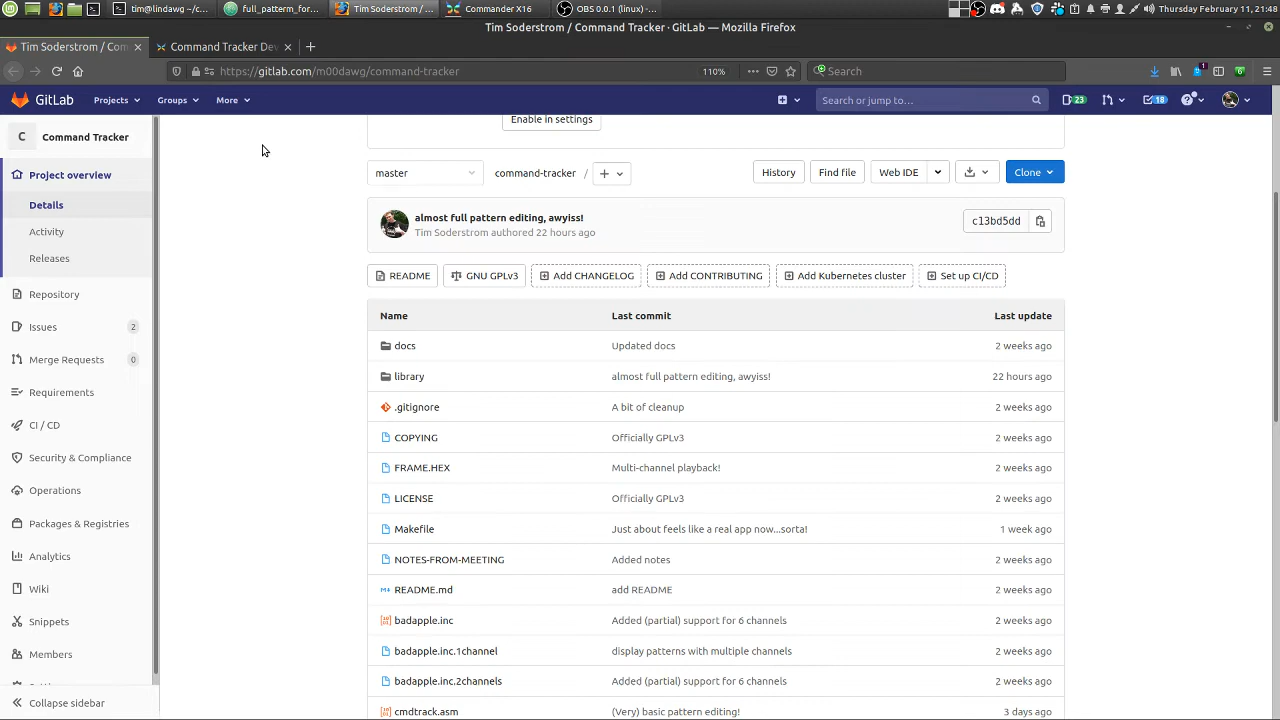 tim@lindawg: ~/c...
full_pattern_for...
Tim Soderstrom / ...
Commander X16
OBS 0.0.1 (linux)-...
Thursday February 11, 21:48
Tim Soderstrom / Command Tracker · GitLab — Mozilla Firefox
Tim Soderstrom / Com
Command Tracker Dev
https://gitlab.com/m00dawg/command-tracker
110%
Search
1
0
GitLab
Projects
Groups
More
Search or jump to...
23
18
C
Command Tracker
Project overview
Details
Activity
Releases
Repository
Issues
2
Merge Requests
0
Requirements
CI / CD
Security & Compliance
Operations
Packages & Registries
Analytics
Wiki
Snippets
Members
Collapse sidebar
Enable in settings
master
command-tracker /
History
Find file
Web IDE
Clone
almost full pattern editing, awyiss!
Tim Soderstrom authored 22 hours ago
c13bd5dd
README
GNU GPLv3
Add CHANGELOG
Add CONTRIBUTING
Add Kubernetes cluster
Set up CI/CD
Name Last commit Last update
docs Updated docs 2 weeks ago
library almost full pattern editing, awyiss! 22 hours ago
.gitignore A bit of cleanup 2 weeks ago
COPYING Officially GPLv3 2 weeks ago
FRAME.HEX Multi-channel playback! 2 weeks ago
LICENSE Officially GPLv3 2 weeks ago
Makefile Just about feels like a real app now...sorta! 1 week ago
NOTES-FROM-MEETING Added notes 2 weeks ago
README.md add README 2 weeks ago
badapple.inc Added (partial) support for 6 channels 2 weeks ago
badapple.inc.1channel display patterns with multiple channels 2 weeks ago
badapple.inc.2channels Added (partial) support for 6 channels 2 weeks ago
cmdtrack.asm (Very) basic pattern editing! 3 days ago